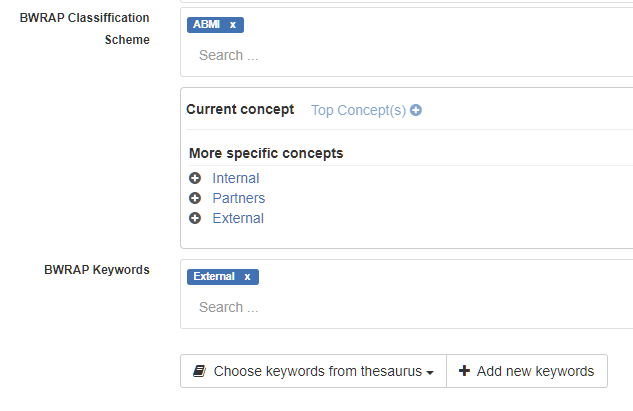 BWRAP Classiffication
Scheme
ABMI x
Search ...
Current concept Top Concept(s)
More specific concepts
Internal
Partners
External
BWRAP Keywords
External x
Search ...
Choose keywords from thesaurus
Add new keywords